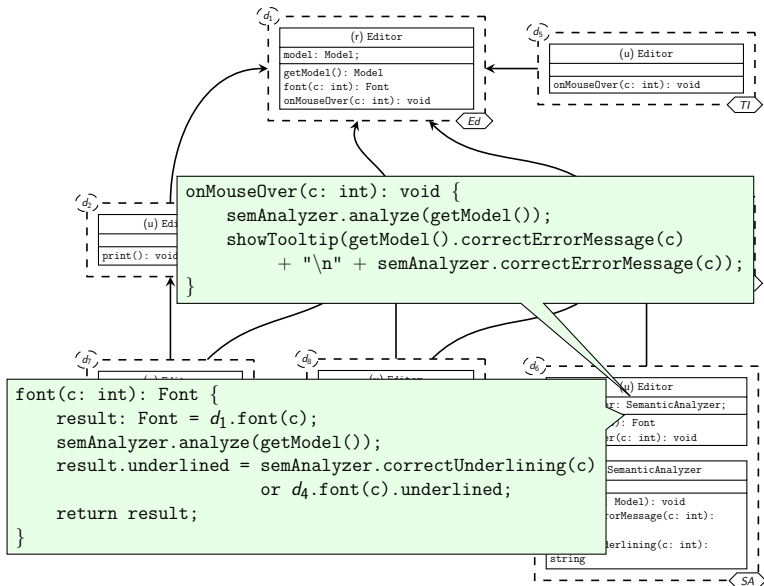 d₁
(r) Editor
model: Model;
getModel(): Model
font(c: int): Font
onMouseOver(c: int): void
Ed
d₅
(u) Editor
onMouseOver(c: int): void
TI
d₂
(u)
print(): void
onMouseOver(c: int): void {
semAnalyzer.analyze(getModel());
showTooltip(getModel().correctErrorMessage(c)
+ "\n" + semAnalyzer.correctErrorMessage(c));
}
d₇
d₈
d₆
(u) Editor
SemanticAnalyzer;
): Font
(c: int): void
SemanticAnalyzer
Model): void
(c: int):
(c: int):
string
SA
font(c: int): Font {
result: Font = d₁.font(c);
semAnalyzer.analyze(getModel());
result.underlined = semAnalyzer.correctUnderlining(c)
or d₄.font(c).underlined;
return result;
}